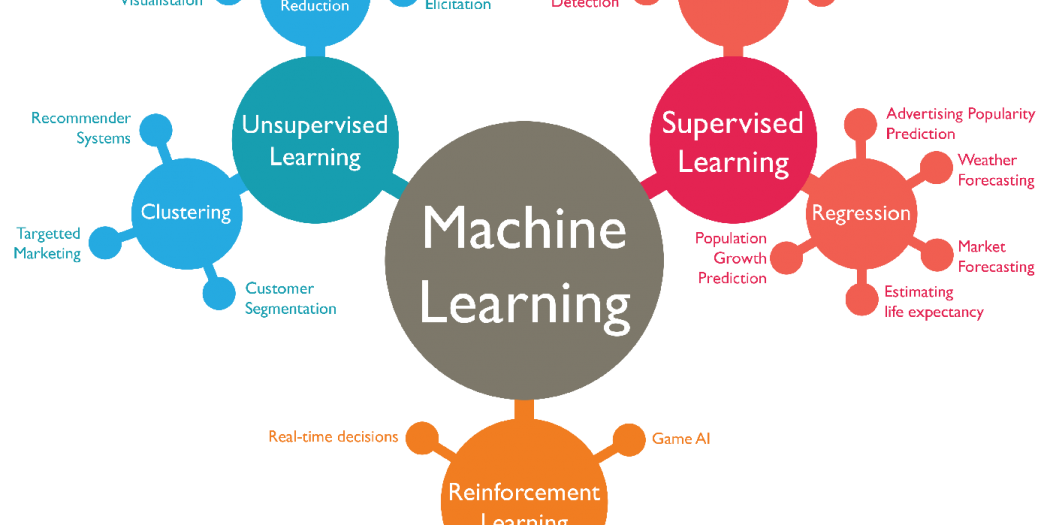 Reduction
Elicitation
Detection
Unsupervised
Learning
Supervised
Learning
Recommender
Systems
Clustering
Targetted
Marketing
Customer
Segmentation
Machine
Learning
Advertising Popularity
Prediction
Weather
Forecasting
Regression
Population
Growth
Prediction
Market
Forecasting
Estimating
life expectancy
Real-time decisions
Game AI
Reinforcement
Learning